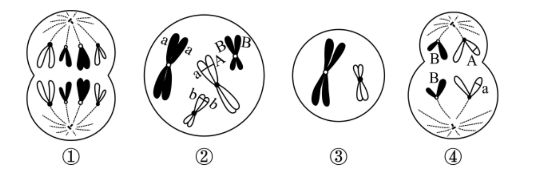 a a B B
a A
b b
B A
B a
① ② ③ ④